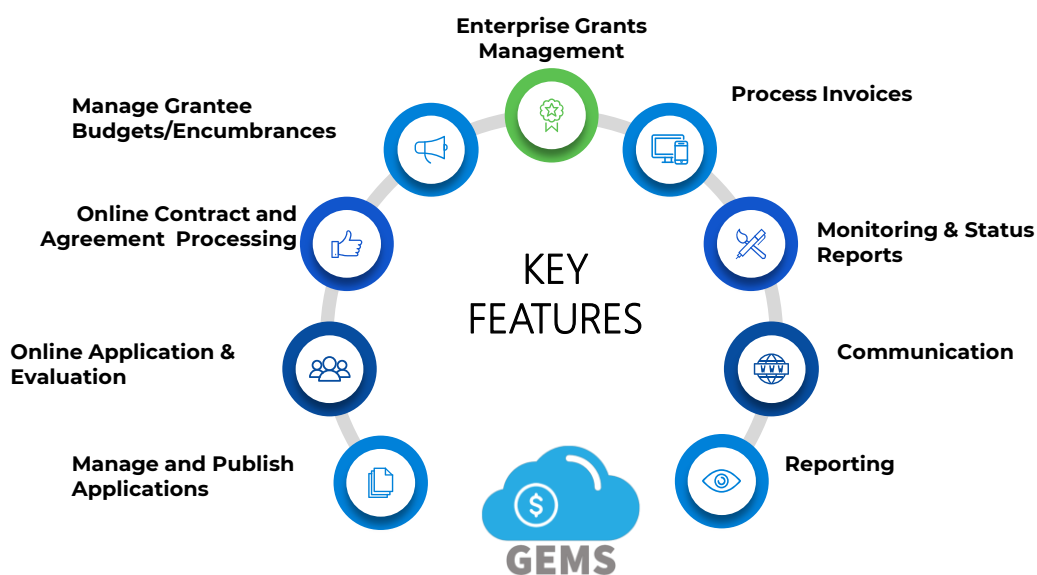 Enterprise Grants
Management
Manage Grantee
Budgets/Encumbrances
Process Invoices
Online Contract and
Agreement Processing
Monitoring & Status
Reports
KEY
FEATURES
Online Application &
Evaluation
Communication
WWW
Manage and Publish
Applications
Reporting
$
GEMS